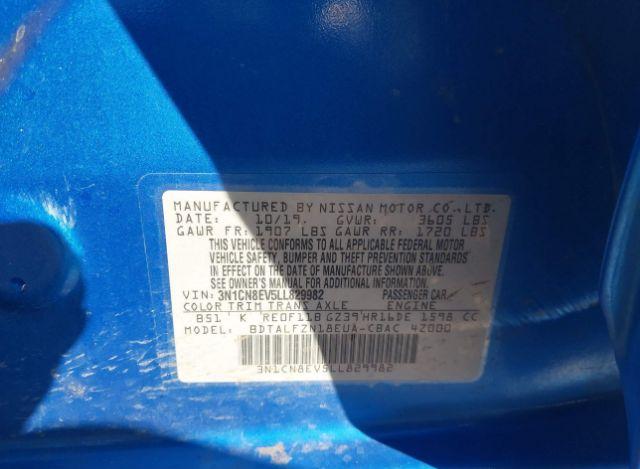 MANUFACTURED BY NISSAN MOTOR CO.,LTD.
DATE: 10/19. GVWR: 3605 LBS
GAWR FR: 1907 LBS GAWR RR: 1720 LBS
THIS VEHICLE CONFORMS TO ALL APPLICABLE FEDERAL MOTOR
VEHICLE SAFETY, BUMPER AND THEFT PREVENTION STANDARDS
IN EFFECT ON THE DATE OF MANUFACTURE SHOWN ABOVE.
SEE OWNER'S MANUAL FOR ADDITIONAL INFORMATION
VIN: 3N1CN8EV5LL829982 PASSENGER CAR
COLOR TRIM TRANS AXLE ENGINE
B51 K RE0F11B GZ39 HR16DE 1598 CC
MODEL: BDTALFZN18EUA-CBAC 4Z000
3N1CN8EV5LL829982